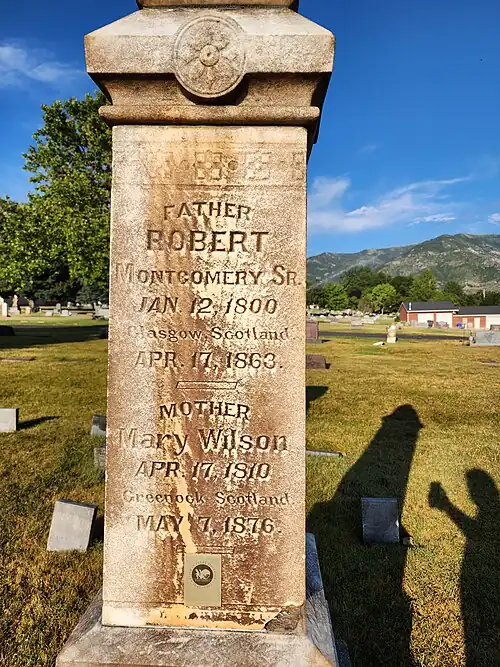 FATHER
ROBERT
MONTGOMERY SR.
JAN. 12, 1800
Glasgow, Scotland
APR. 17, 1863.
MOTHER
Mary Wilson
APR. 17, 1810
Greenock, Scotland
MAY 7, 1876.